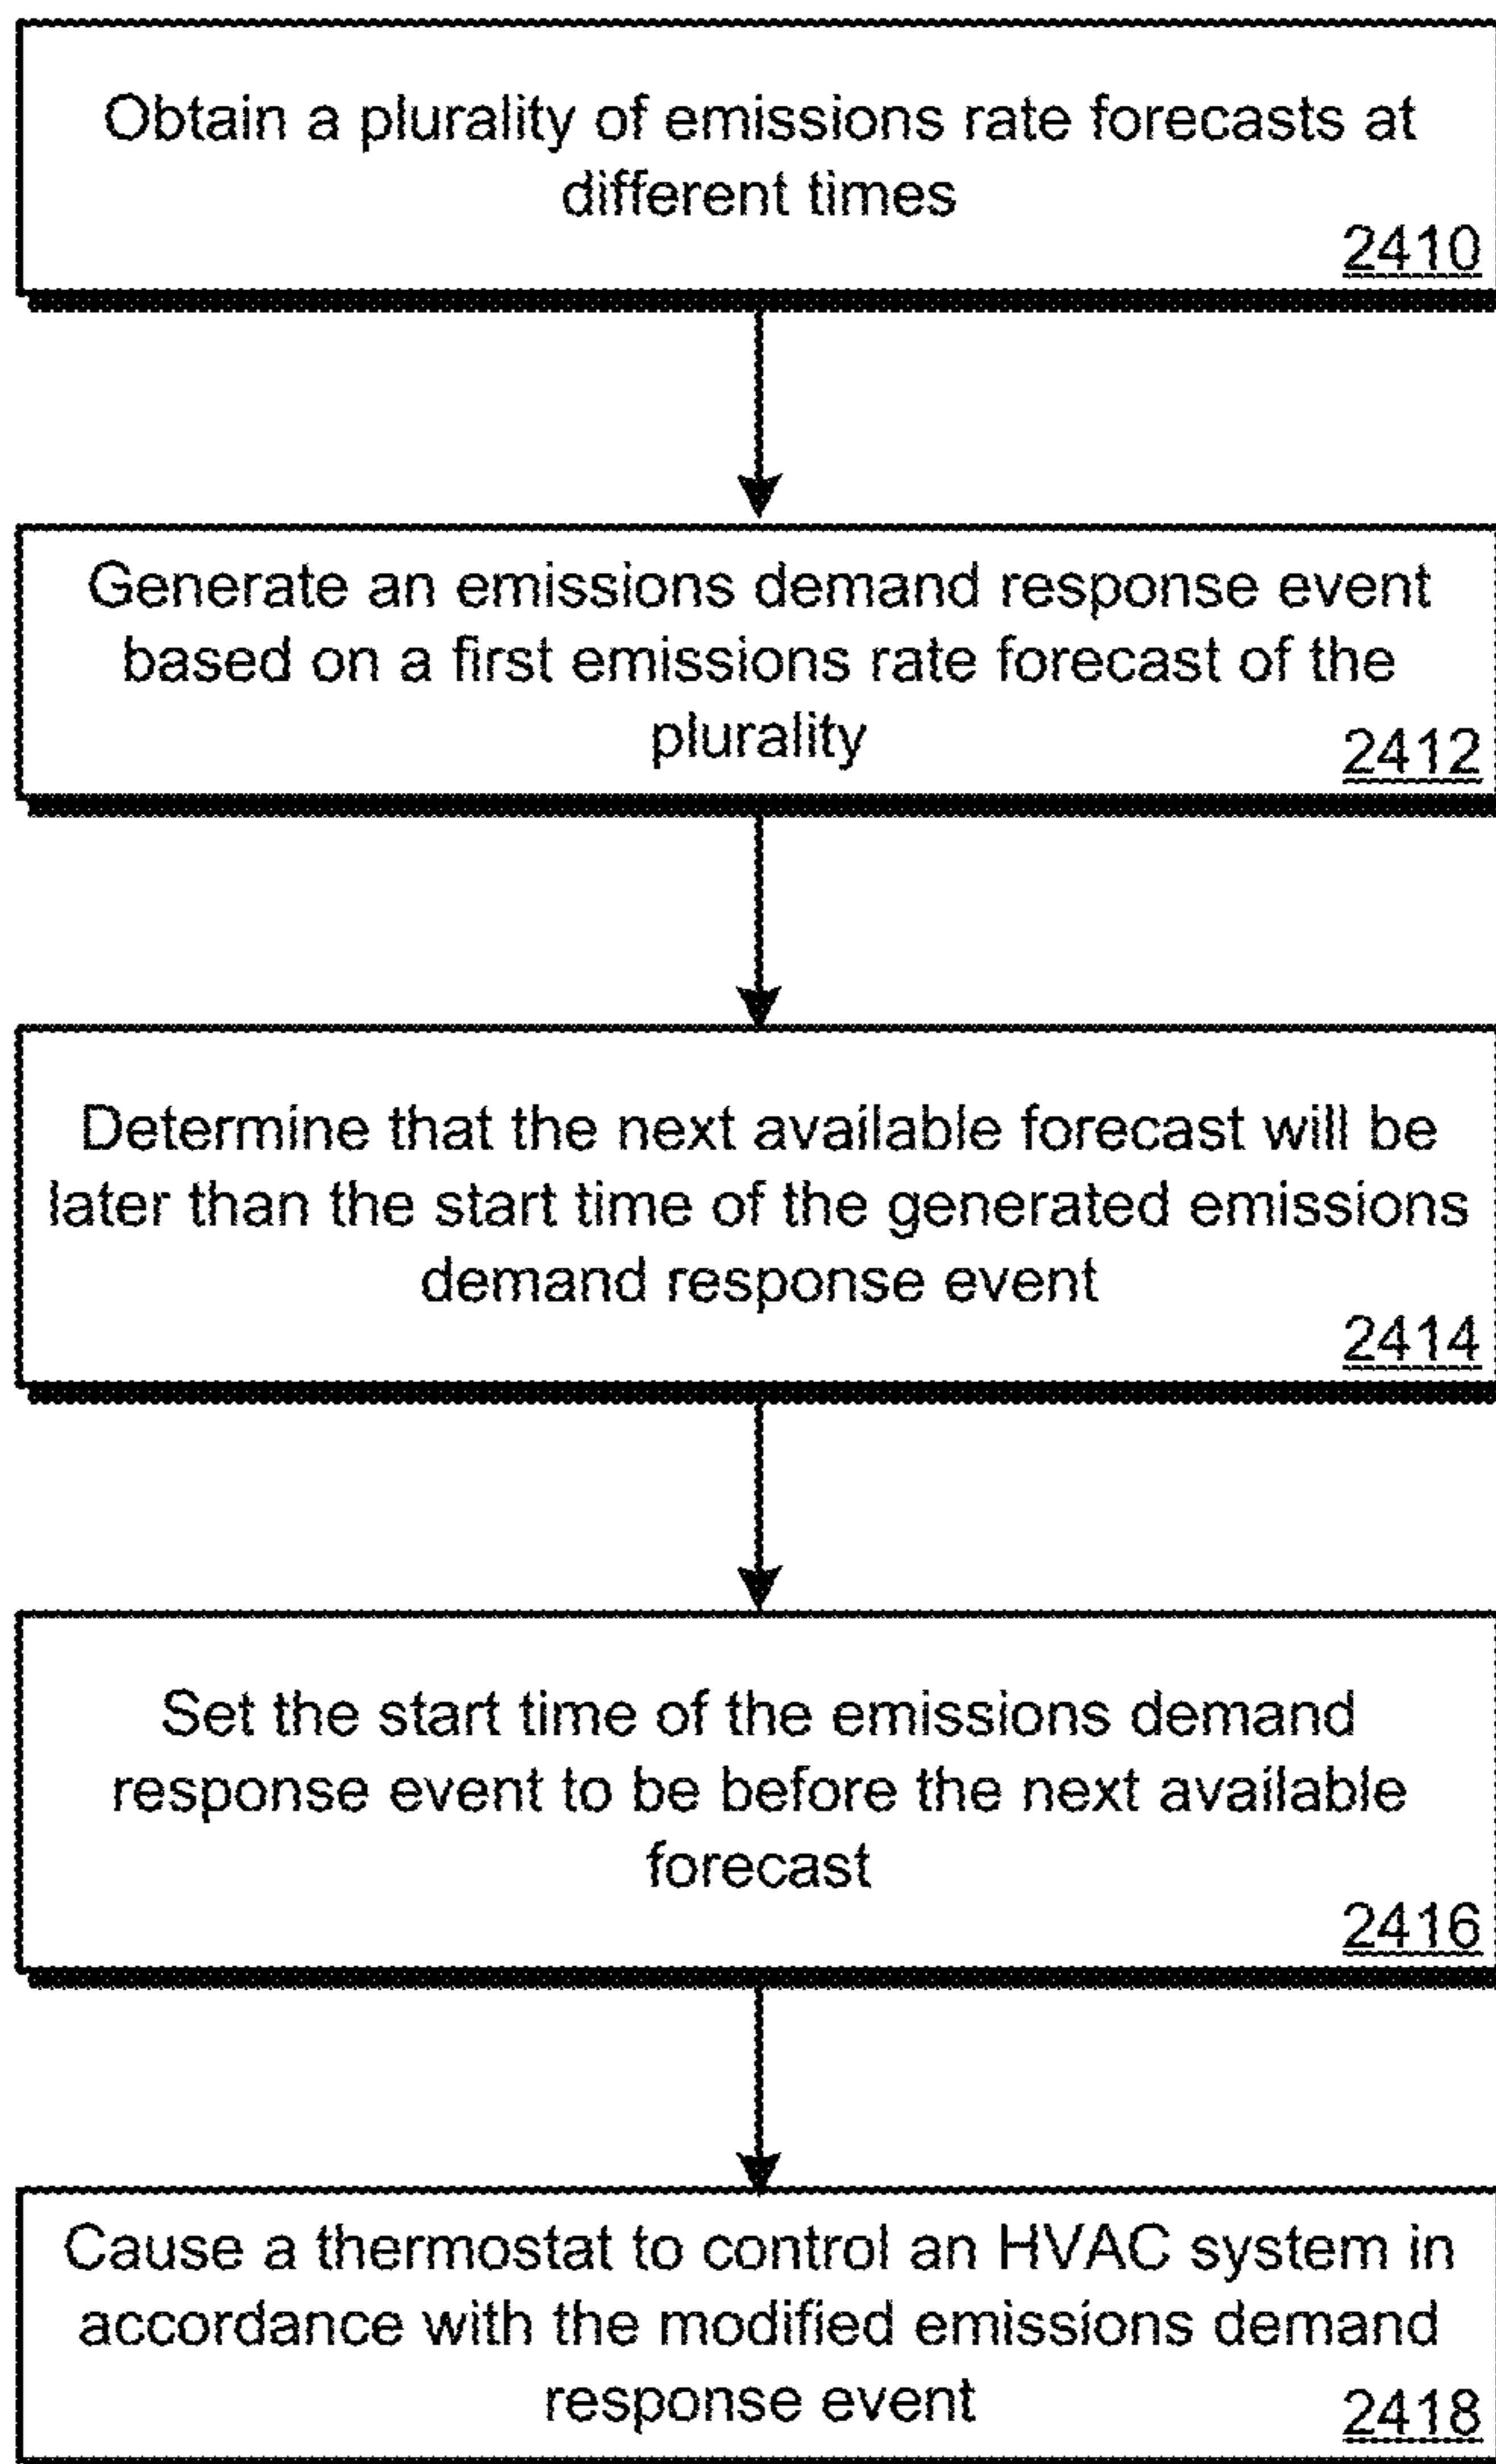 Obtain a plurality of emissions rate forecasts at
different times
2410
Generate an emissions demand response event
based on a first emissions rate forecast of the
plurality
2412
Determine that the next available forecast will be
later than the start time of the generated emissions
demand response event
2414
Set the start time of the emissions demand
response event to be before the next available
forecast
2416
Cause a thermostat to control an HVAC system in
accordance with the modified emissions demand
response event
2418